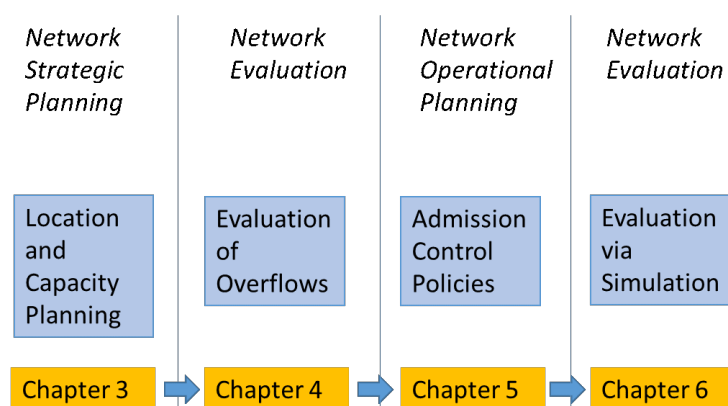 Network
Strategic
Planning
Network
Evaluation
Network
Operational
Planning
Network
Evaluation
Location
and
Capacity
Planning
Evaluation
of
Overflows
Admission
Control
Policies
Evaluation
via
Simulation
Chapter 3
Chapter 4
Chapter 5
Chapter 6